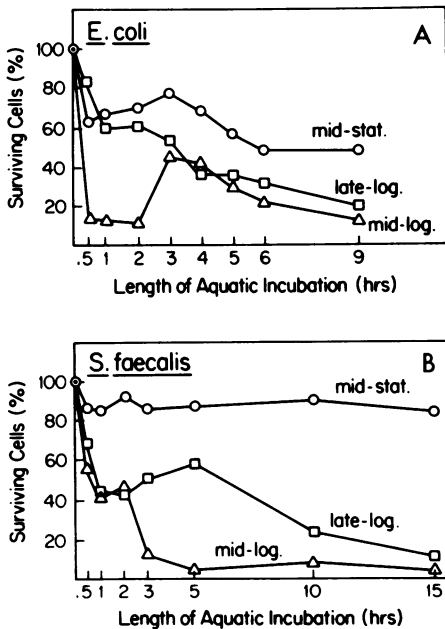 E. coli
A
Surviving Cells (%)
100
80
60
40
20
mid-stat.
late-log.
mid-log.
.5 1 2 3 4 5 6 9
Length of Aquatic Incubation (hrs)
S. faecalis
B
Surviving Cells (%)
100
80
60
40
20
mid-stat.
late-log.
mid-log.
.5 1 2 3 5 10 15
Length of Aquatic Incubation (hrs)